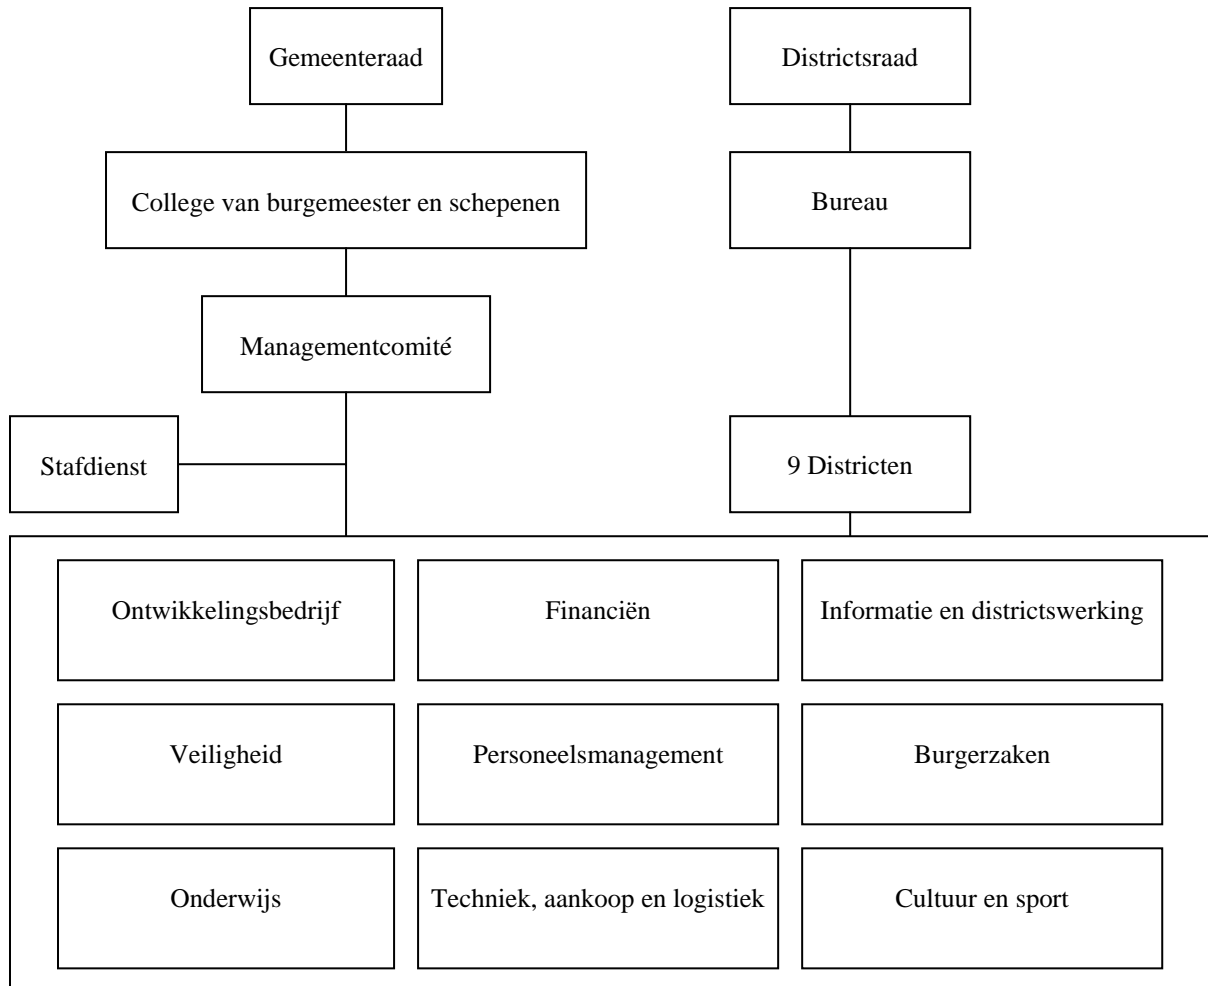 Gemeenteraad
Districtsraad
College van burgemeester en schepenen
Bureau
Managementcomité
Stafdienst
9 Districten
Ontwikkelingsbedrijf
Financiën
Informatie en districtswerking
Veiligheid
Personeelsmanagement
Burgerzaken
Onderwijs
Techniek, aankoop en logistiek
Cultuur en sport